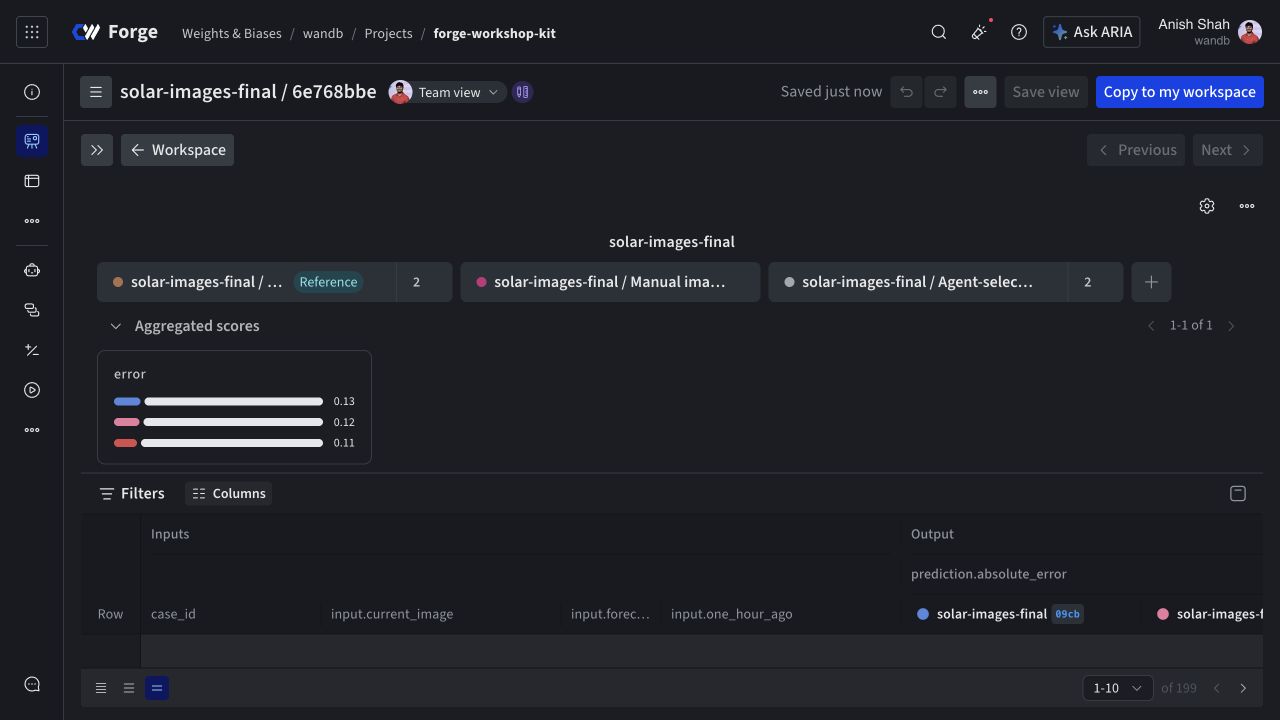 Forge
Weights & Biases / wandb / Projects / forge-workshop-kit
Ask ARIA
Anish Shah
wandb
solar-images-final / 6e768bbe
Team view
Saved just now
Save view
Copy to my workspace
Workspace
Previous
Next
solar-images-final
solar-images-final / ... Reference 2
solar-images-final / Manual ima...
solar-images-final / Agent-selec... 2
Aggregated scores
1-1 of 1
error
0.13
0.12
0.11
Filters
Columns
Inputs
Output
prediction.absolute_error
Row
case_id
input.current_image
input.forec...
input.one_hour_ago
solar-images-final 09cb
solar-images-f
1-10
of 199